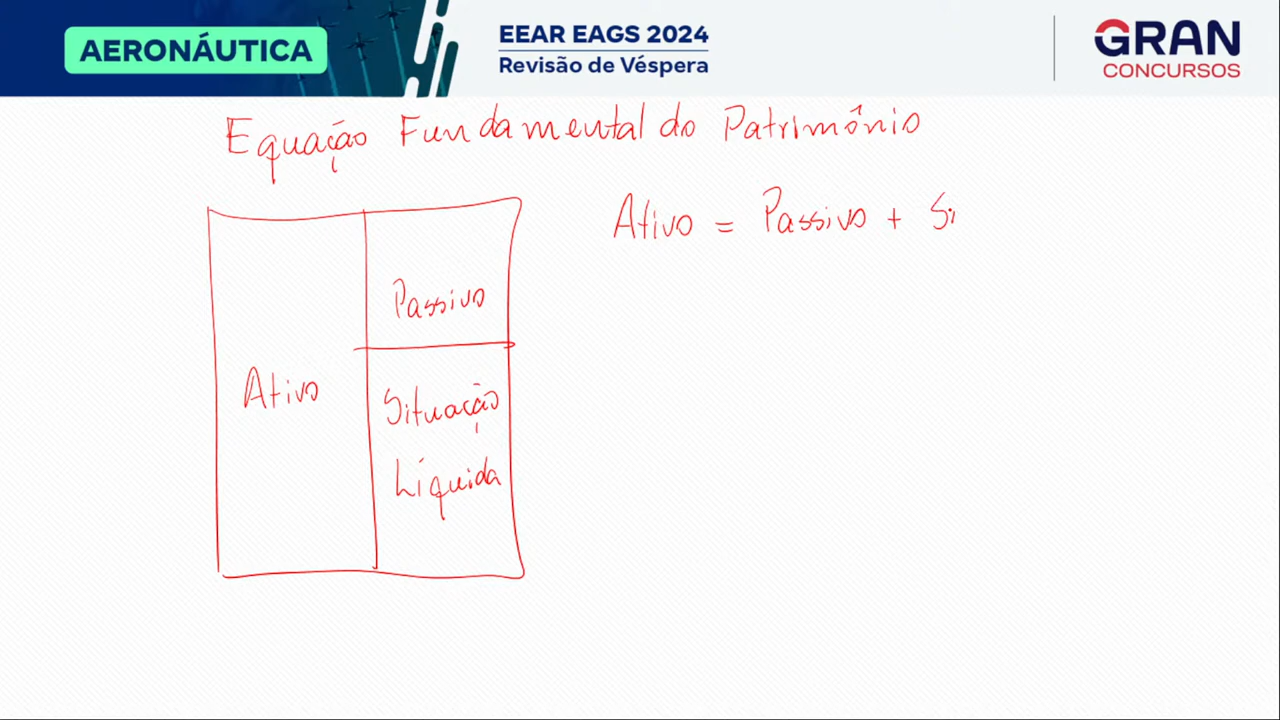 AERONÁUTICA
EEAR EAGS 2024
Revisão de Véspera
GRAN
CONCURSOS
Equação Fundamental do Patrimônio
Ativo = Passivo + Si
Passivo
Ativo
Situação
Líquida